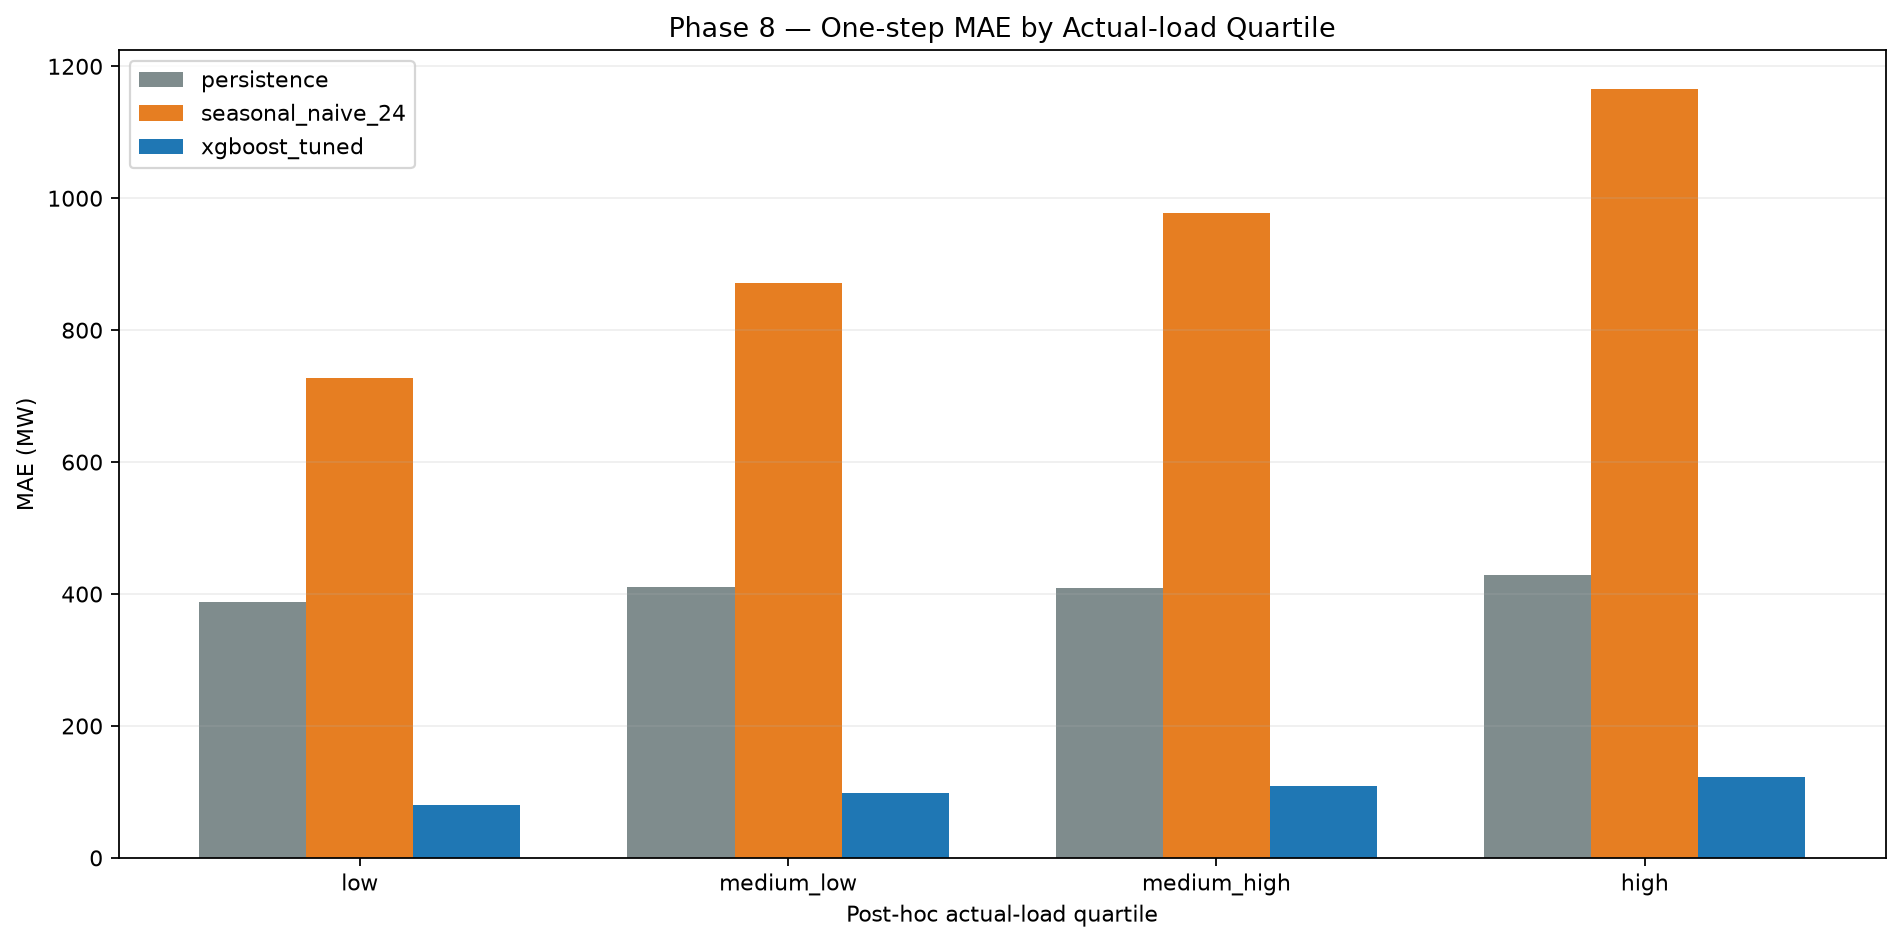 Phase 8 — One-step MAE by Actual-load Quartile
persistence
seasonal_naive_24
xgboost_tuned
MAE (MW)
1200
1000
800
600
400
200
0
low
medium_low
medium_high
high
Post-hoc actual-load quartile